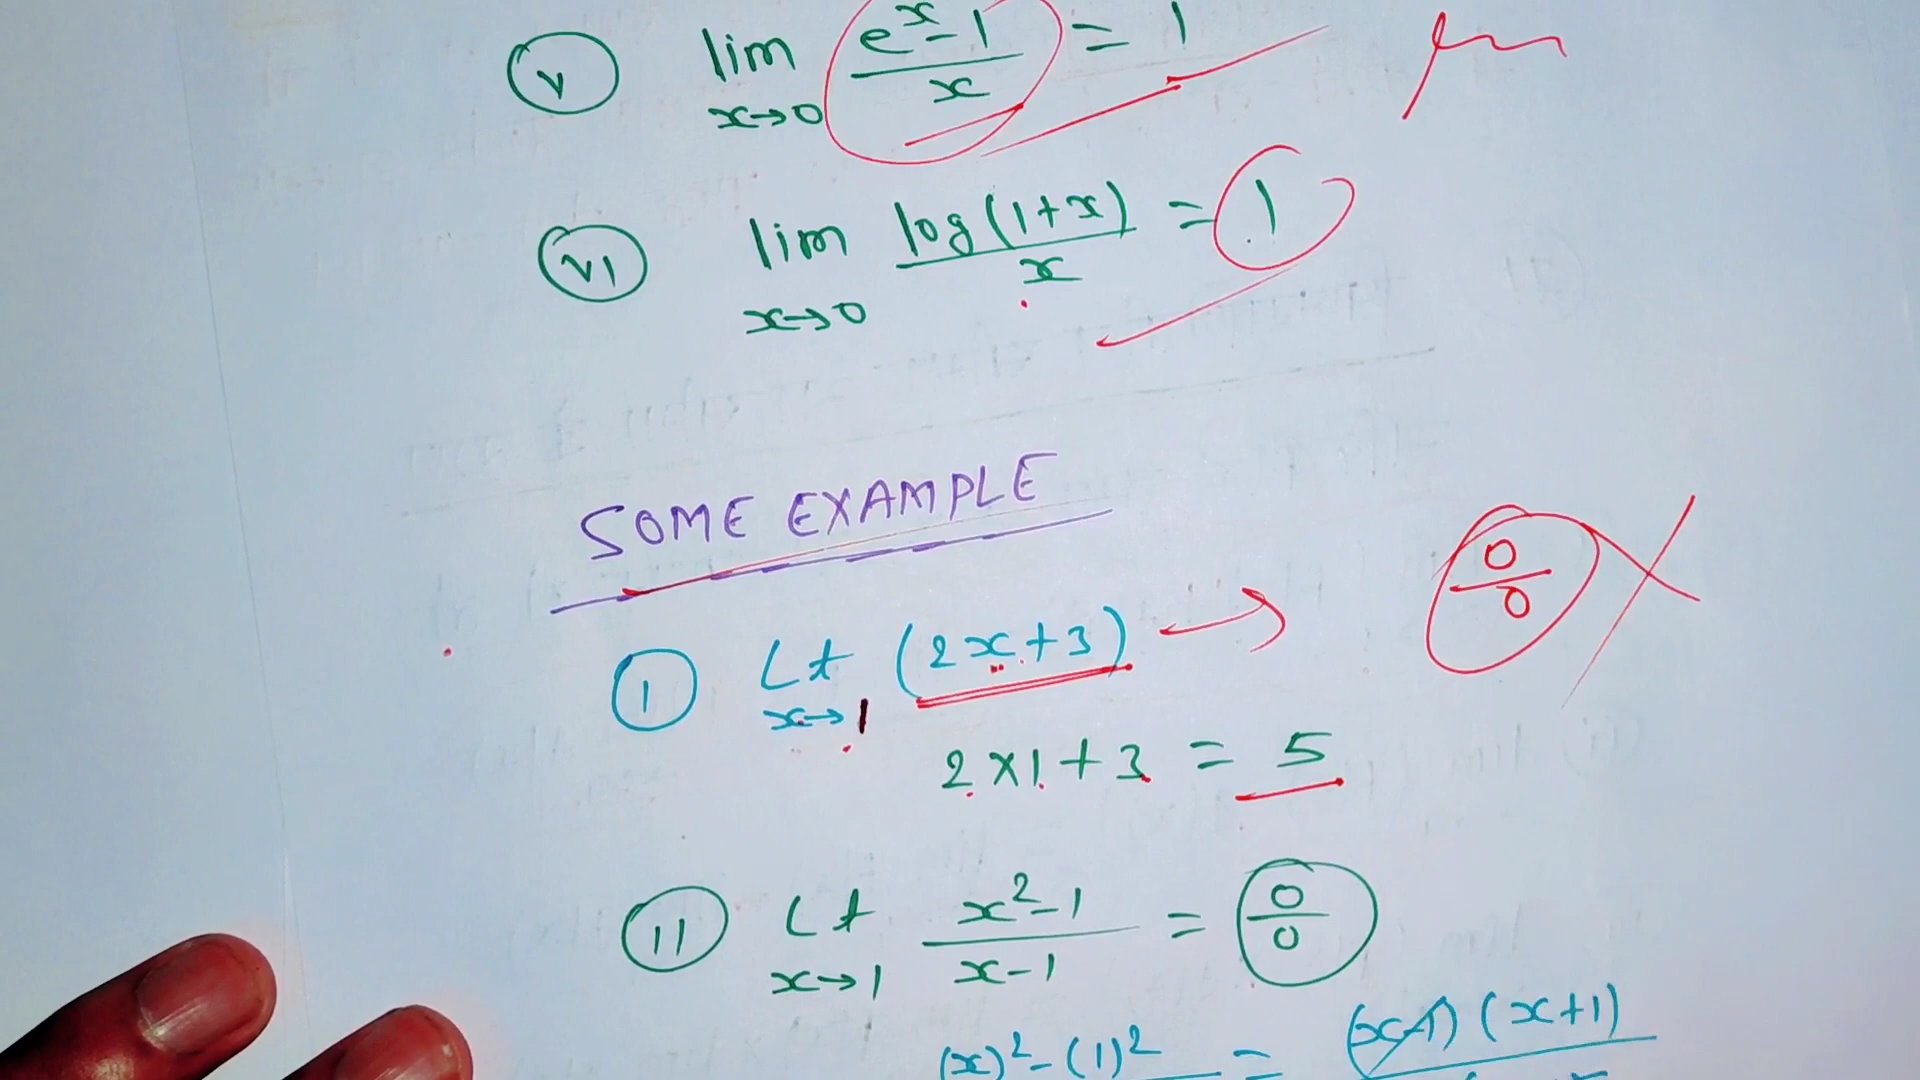 (v) lim x→0 (e^x - 1)/x = 1
(vi) lim x→0 log(1+x)/x = 1
SOME EXAMPLE
(I) Lt x→1 (2x+3) → 0/0
2×1+3 = 5
(II) Lt x→1 (x²-1)/(x-1) = 0/0
(x)²-(1)² = (x-1)(x+1)